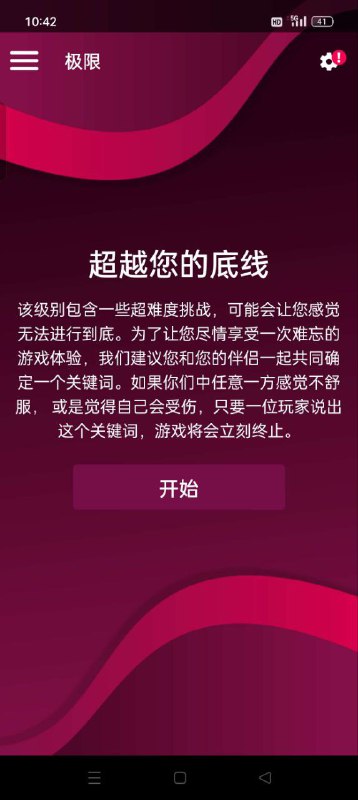 10:42
HD 5G 41
极限
!
超越您的底线
该级别包含一些超难度挑战，可能会让您感觉
无法进行到底。为了让您尽情享受一次难忘的
游戏体验，我们建议您和您的伴侣一起共同确
定一个关键词。如果你们中任意一方感觉不舒
服， 或是觉得自己会受伤，只要一位玩家说出
这个关键词，游戏将会立刻终止。
开始